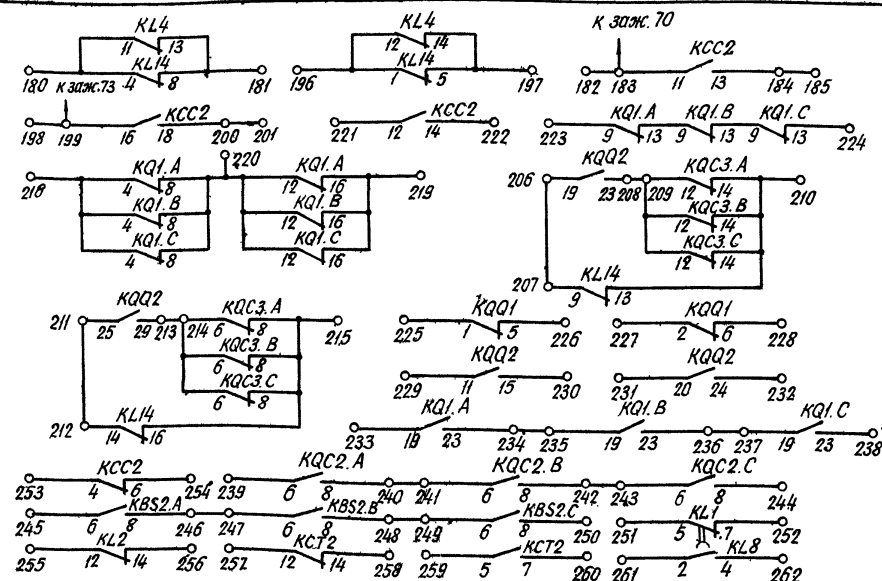 KL4 KL4 к заж. 70
11 13 12 14 KCC2
KL14 KL14
180 4 8 181 196 1 5 197 182 183 11 13 184 185
к заж.73 KCC2 KCC2 KQ1.A KQ1.B KQ1.C
198 199 16 18 200 201 221 12 14 222 223 9 13 9 13 9 13 224
220
KQ1.A KQ1.A KQQ2 KQC3.A
218 4 8 12 16 219 206 19 23 208 209 12 14 210
KQ1.B KQ1.B KQC3.B
4 8 12 16 12 14
KQ1.C KQ1.C KQC3.C
4 8 12 16 12 14
207 KL14
9 13
KQQ2 KQC3.A KQQ1 KQQ1
211 25 29 213 214 6 8 215 225 1 5 226 227 2 6 228
KQC3.B KQQ2 KQQ2
6 8 229 11 15 230 231 20 24 232
KQC3.C
6 8
KL14 KQ1.A KQ1.B KQ1.C
212 14 16 233 19 23 234 235 19 23 236 237 19 23 238
KCC2 KQC2.A KQC2.B KQC2.C
253 4 6 254 239 6 8 240 241 6 8 242 243 6 8 244
KBS2.A KBS2.B KBS2.C KL1
245 6 8 246 247 6 8 248 249 6 8 250 251 5 7 252
KL2 KCT2 KCT2 KL8
255 12 14 256 257 12 14 258 259 5 7 260 261 2 4 262